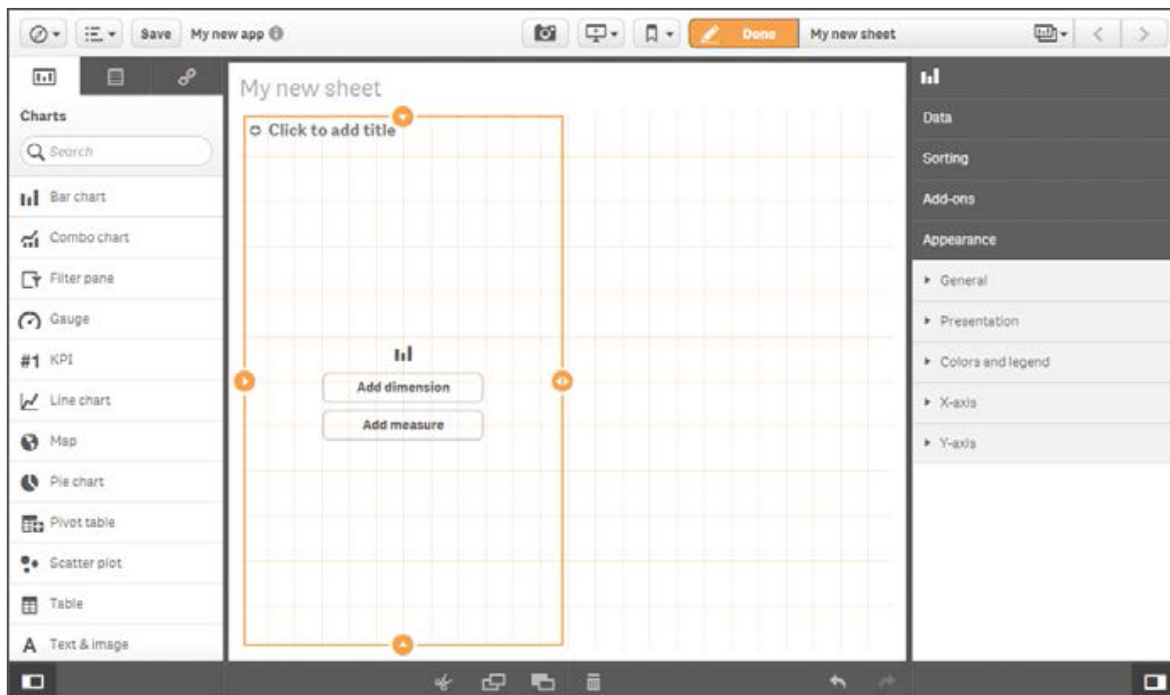 Save My new app
Done My new sheet
Charts
Search
Bar chart
Combo chart
Filter pane
Gauge
#1 KPI
Line chart
Map
Pie chart
Pivot table
Scatter plot
Table
A Text & image
My new sheet
Click to add title
Add dimension
Add measure
Data
Sorting
Add-ons
Appearance
General
Presentation
Colors and legend
X-axis
Y-axis